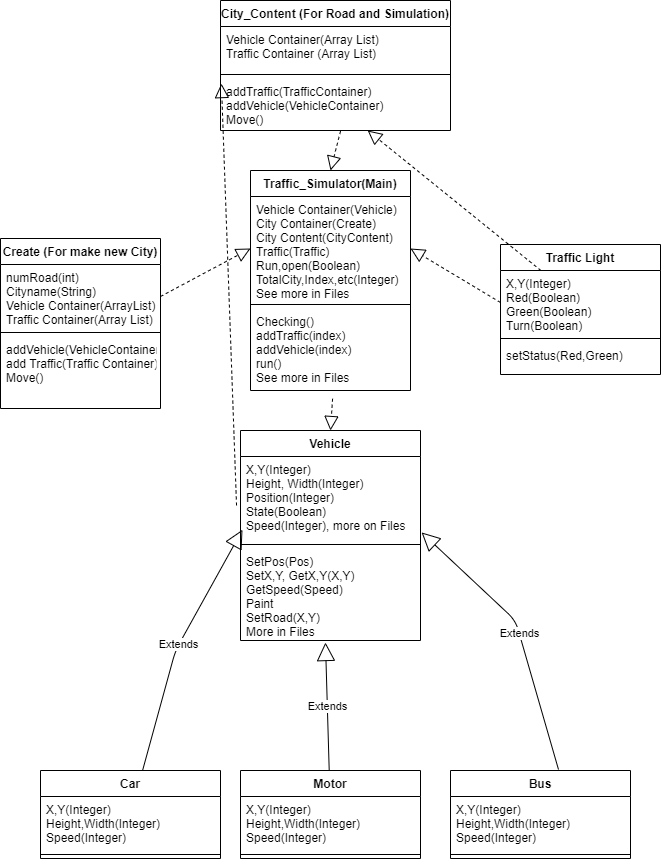 City_Content (For Road and Simulation)
Vehicle Container(Array List)
Traffic Container (Array List)
addTraffic(TrafficContainer)
addVehicle(VehicleContainer)
Move()
Traffic_Simulator(Main)
Vehicle Container(Vehicle)
City Container(Create)
City Content(CityContent)
Traffic(Traffic)
Run,open(Boolean)
TotalCity,Index,etc(Integer)
See more in Files
Checking()
addTraffic(index)
addVehicle(index)
run()
See more in Files
Create (For make new City)
numRoad(int)
Cityname(String)
Vehicle Container(ArrayList)
Traffic Container(Array List)
addVehicle(VehicleContainer
add Traffic(Traffic Container)
Move()
Traffic Light
X,Y(Integer)
Red(Boolean)
Green(Boolean)
Turn(Boolean)
setStatus(Red,Green)
Vehicle
X,Y(Integer)
Height, Width(Integer)
Position(Integer)
State(Boolean)
Speed(Integer), more on Files
SetPos(Pos)
SetX,Y, GetX,Y(X,Y)
GetSpeed(Speed)
Paint
SetRoad(X,Y)
More in Files
Extends
Extends
Extends
Car
X,Y(Integer)
Height,Width(Integer)
Speed(Integer)
Motor
X,Y(Integer)
Height,Width(Integer)
Speed(Integer)
Bus
X,Y(Integer)
Height,Width(Integer)
Speed(Integer)